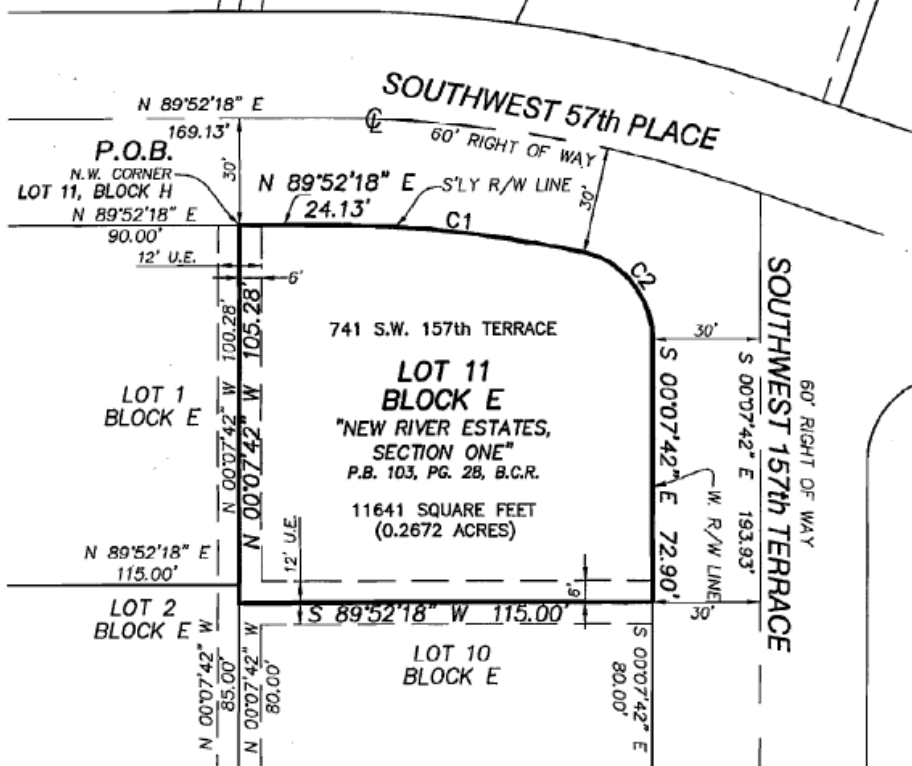 SOUTHWEST 57th PLACE
60' RIGHT OF WAY
N 89°52'18" E
169.13'
℄
P.O.B.
N.W. CORNER
LOT 11, BLOCK H
30'
N 89°52'18" E
24.13'
S'LY R/W LINE
30'
N 89°52'18" E
90.00'
C1
C2
12' U.E.
6'
N 00°07'42" W 100.28'
N 00°07'42" W 105.28'
741 S.W. 157th TERRACE
LOT 11
BLOCK E
"NEW RIVER ESTATES,
SECTION ONE"
P.B. 103, PG. 28, B.C.R.
11641 SQUARE FEET
(0.2672 ACRES)
LOT 1
BLOCK E
30'
S 00°07'42" E 72.90'
W. R/W LINE
S 00°07'42" E 193.93'
SOUTHWEST 157th TERRACE
60' RIGHT OF WAY
N 89°52'18" E
115.00'
12' U.E.
6'
S 89°52'18" W 115.00'
30'
LOT 2
BLOCK E
N 00°07'42" W
85.00'
N 00°07'42" W
80.00'
LOT 10
BLOCK E
S 00°07'42" E
80.00'